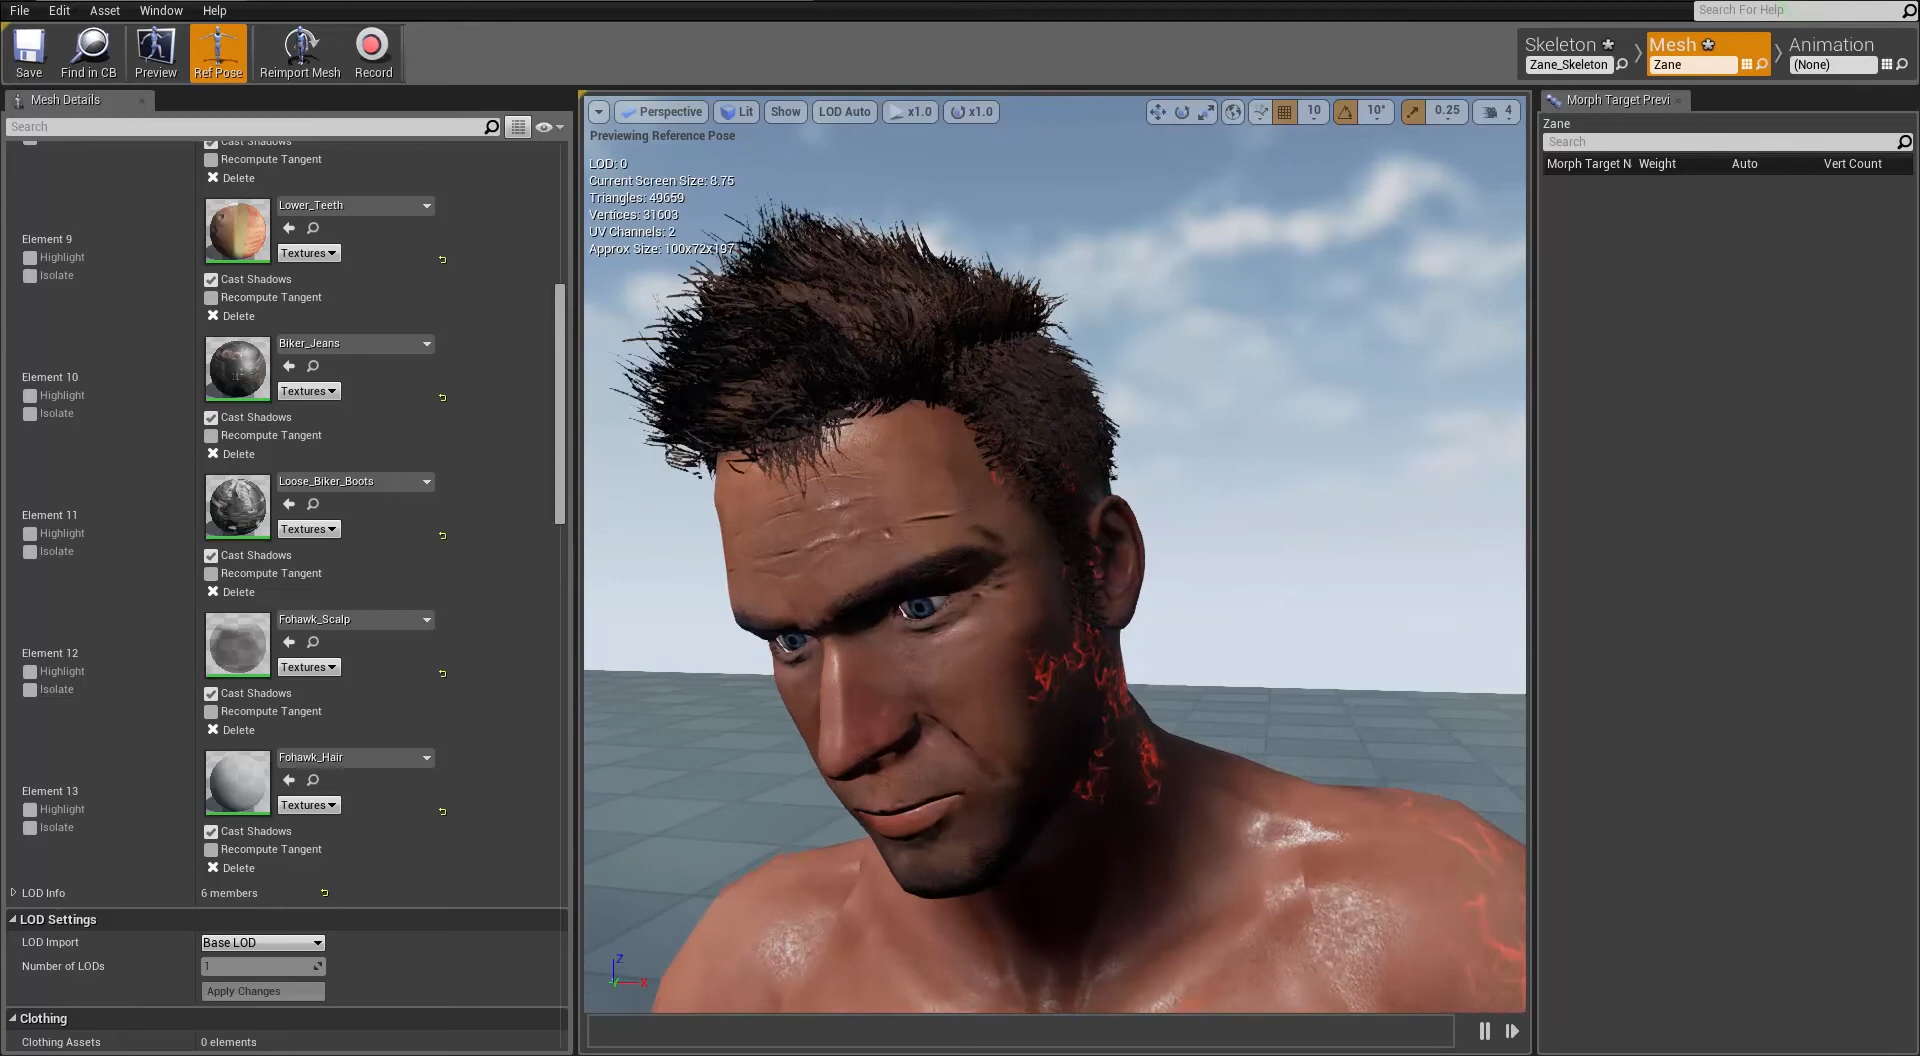 File Edit Asset Window Help
Search For Help
Save Find in CB Preview Ref Pose Reimport Mesh Record
Skeleton Mesh Animation
Zane_Skeleton Zane (None)
Mesh Details
Search
Cast Shadows
Recompute Tangent
Delete
Element 9
Highlight
Isolate
Lower_Teeth
Textures
Cast Shadows
Recompute Tangent
Delete
Element 10
Highlight
Isolate
Biker_Jeans
Textures
Cast Shadows
Recompute Tangent
Delete
Element 11
Highlight
Isolate
Loose_Biker_Boots
Textures
Cast Shadows
Recompute Tangent
Delete
Element 12
Highlight
Isolate
Fohawk_Scalp
Textures
Cast Shadows
Recompute Tangent
Delete
Element 13
Highlight
Isolate
Fohawk_Hair
Textures
Cast Shadows
Recompute Tangent
Delete
LOD Info 6 members
LOD Settings
LOD Import Base LOD
Number of LODs 1
Apply Changes
Clothing
Clothing Assets 0 elements
Perspective Lit Show LOD Auto x1.0 x1.0 10 10° 0.25 4
Previewing Reference Pose
LOD: 0
Current Screen Size: 8.75
Triangles: 49659
Vertices: 31603
UV Channels: 2
Approx Size: 100x72x197
Z
X
Morph Target Previ
Zane
Search
Morph Target N Weight Auto Vert Count